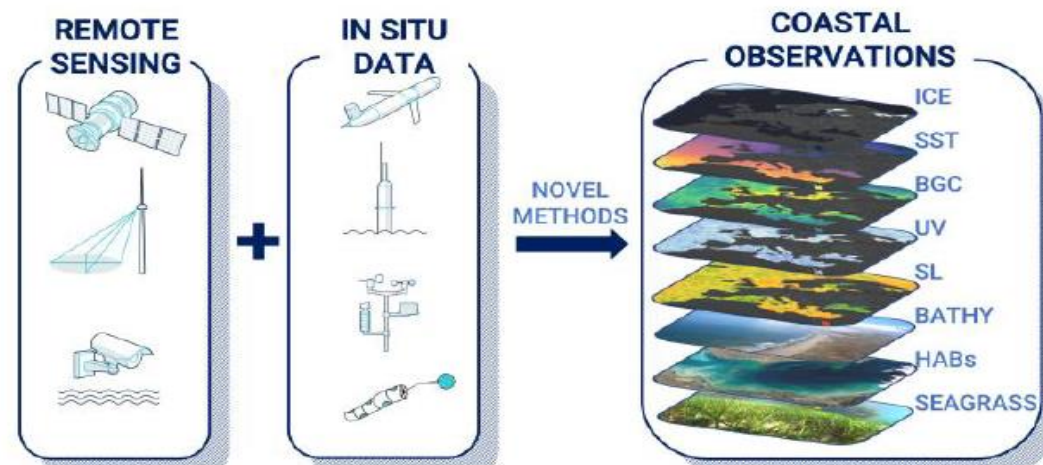 REMOTE
SENSING
IN SITU
DATA
NOVEL
METHODS
COASTAL
OBSERVATIONS
ICE
SST
BGC
UV
SL
BATHY
HABs
SEAGRASS